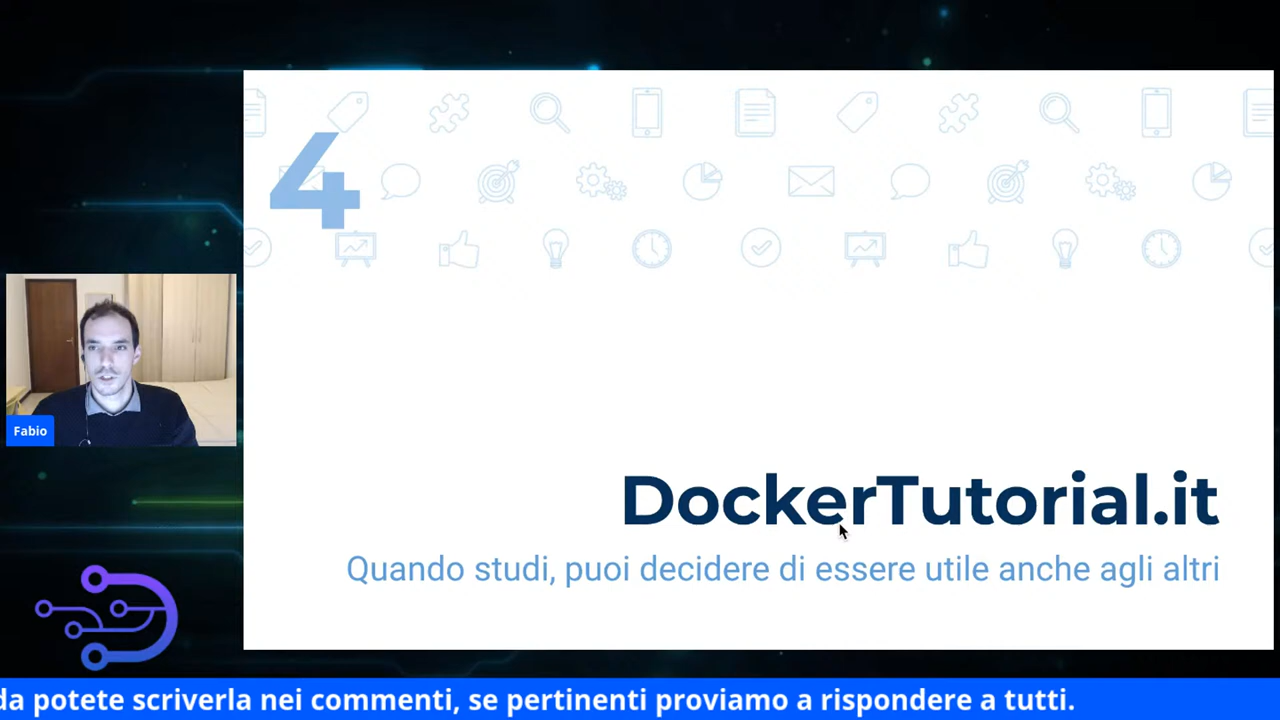 4
Fabio
DockerTutorial.it
Quando studi, puoi decidere di essere utile anche agli altri
da potete scriverla nei commenti, se pertinenti proviamo a rispondere a tutti.